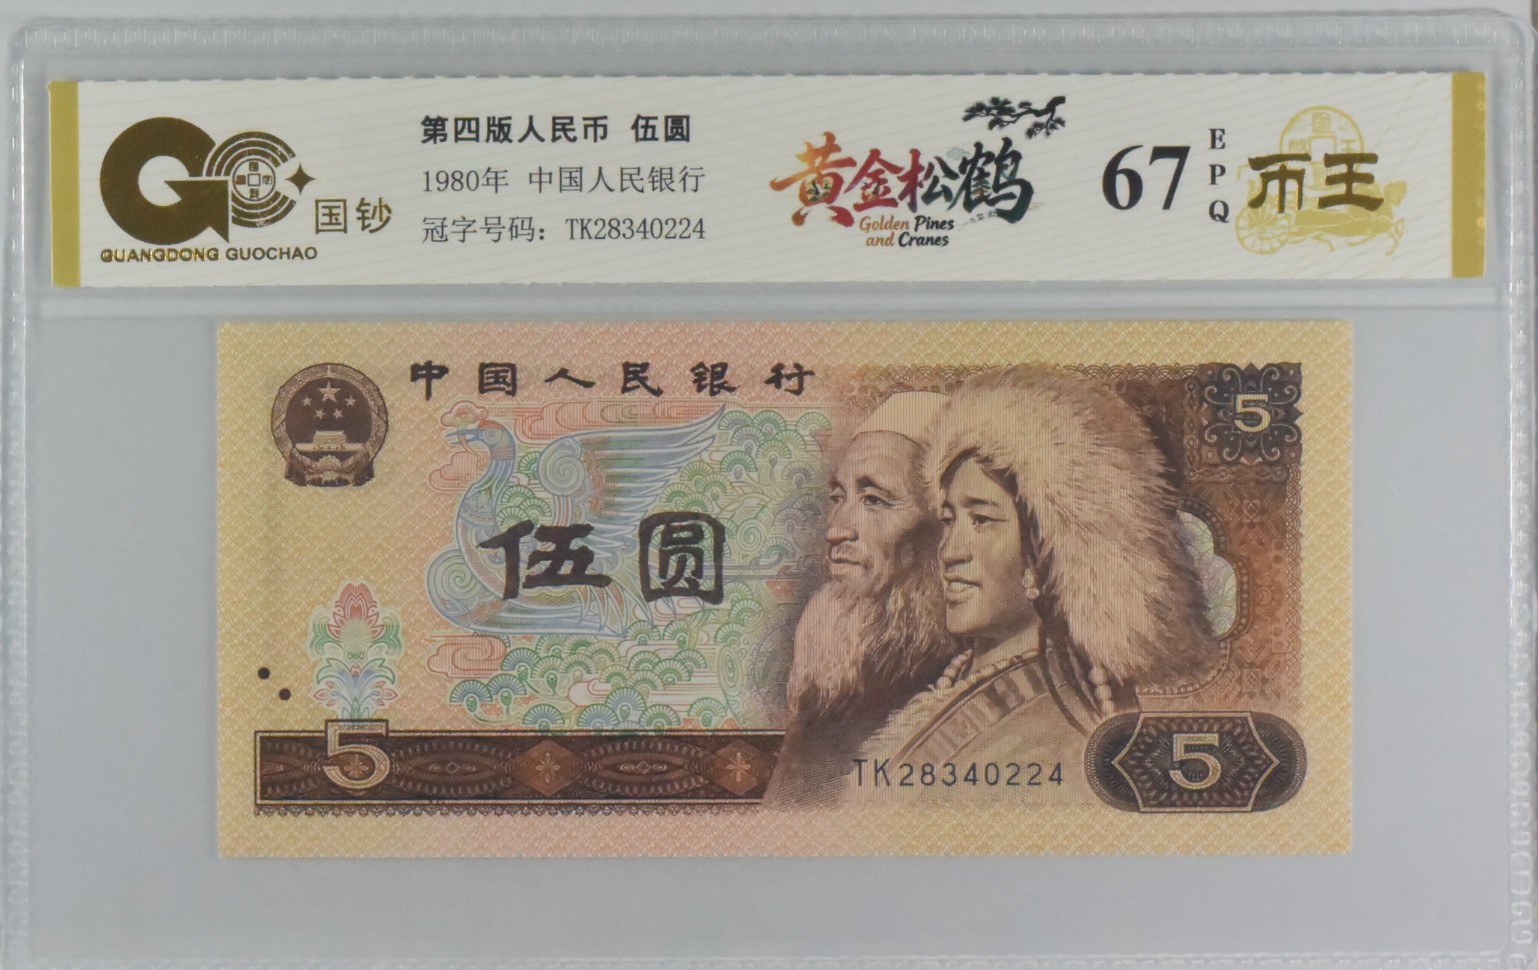 国钞
GUANGDONG GUOCHAO
第四版人民币 伍圆
1980年 中国人民银行
冠字号码：TK28340224
黄金松鹤
Golden Pines
and Cranes
67
EPQ
币王
中国人民银行
5
伍圆
5
TK28340224
5